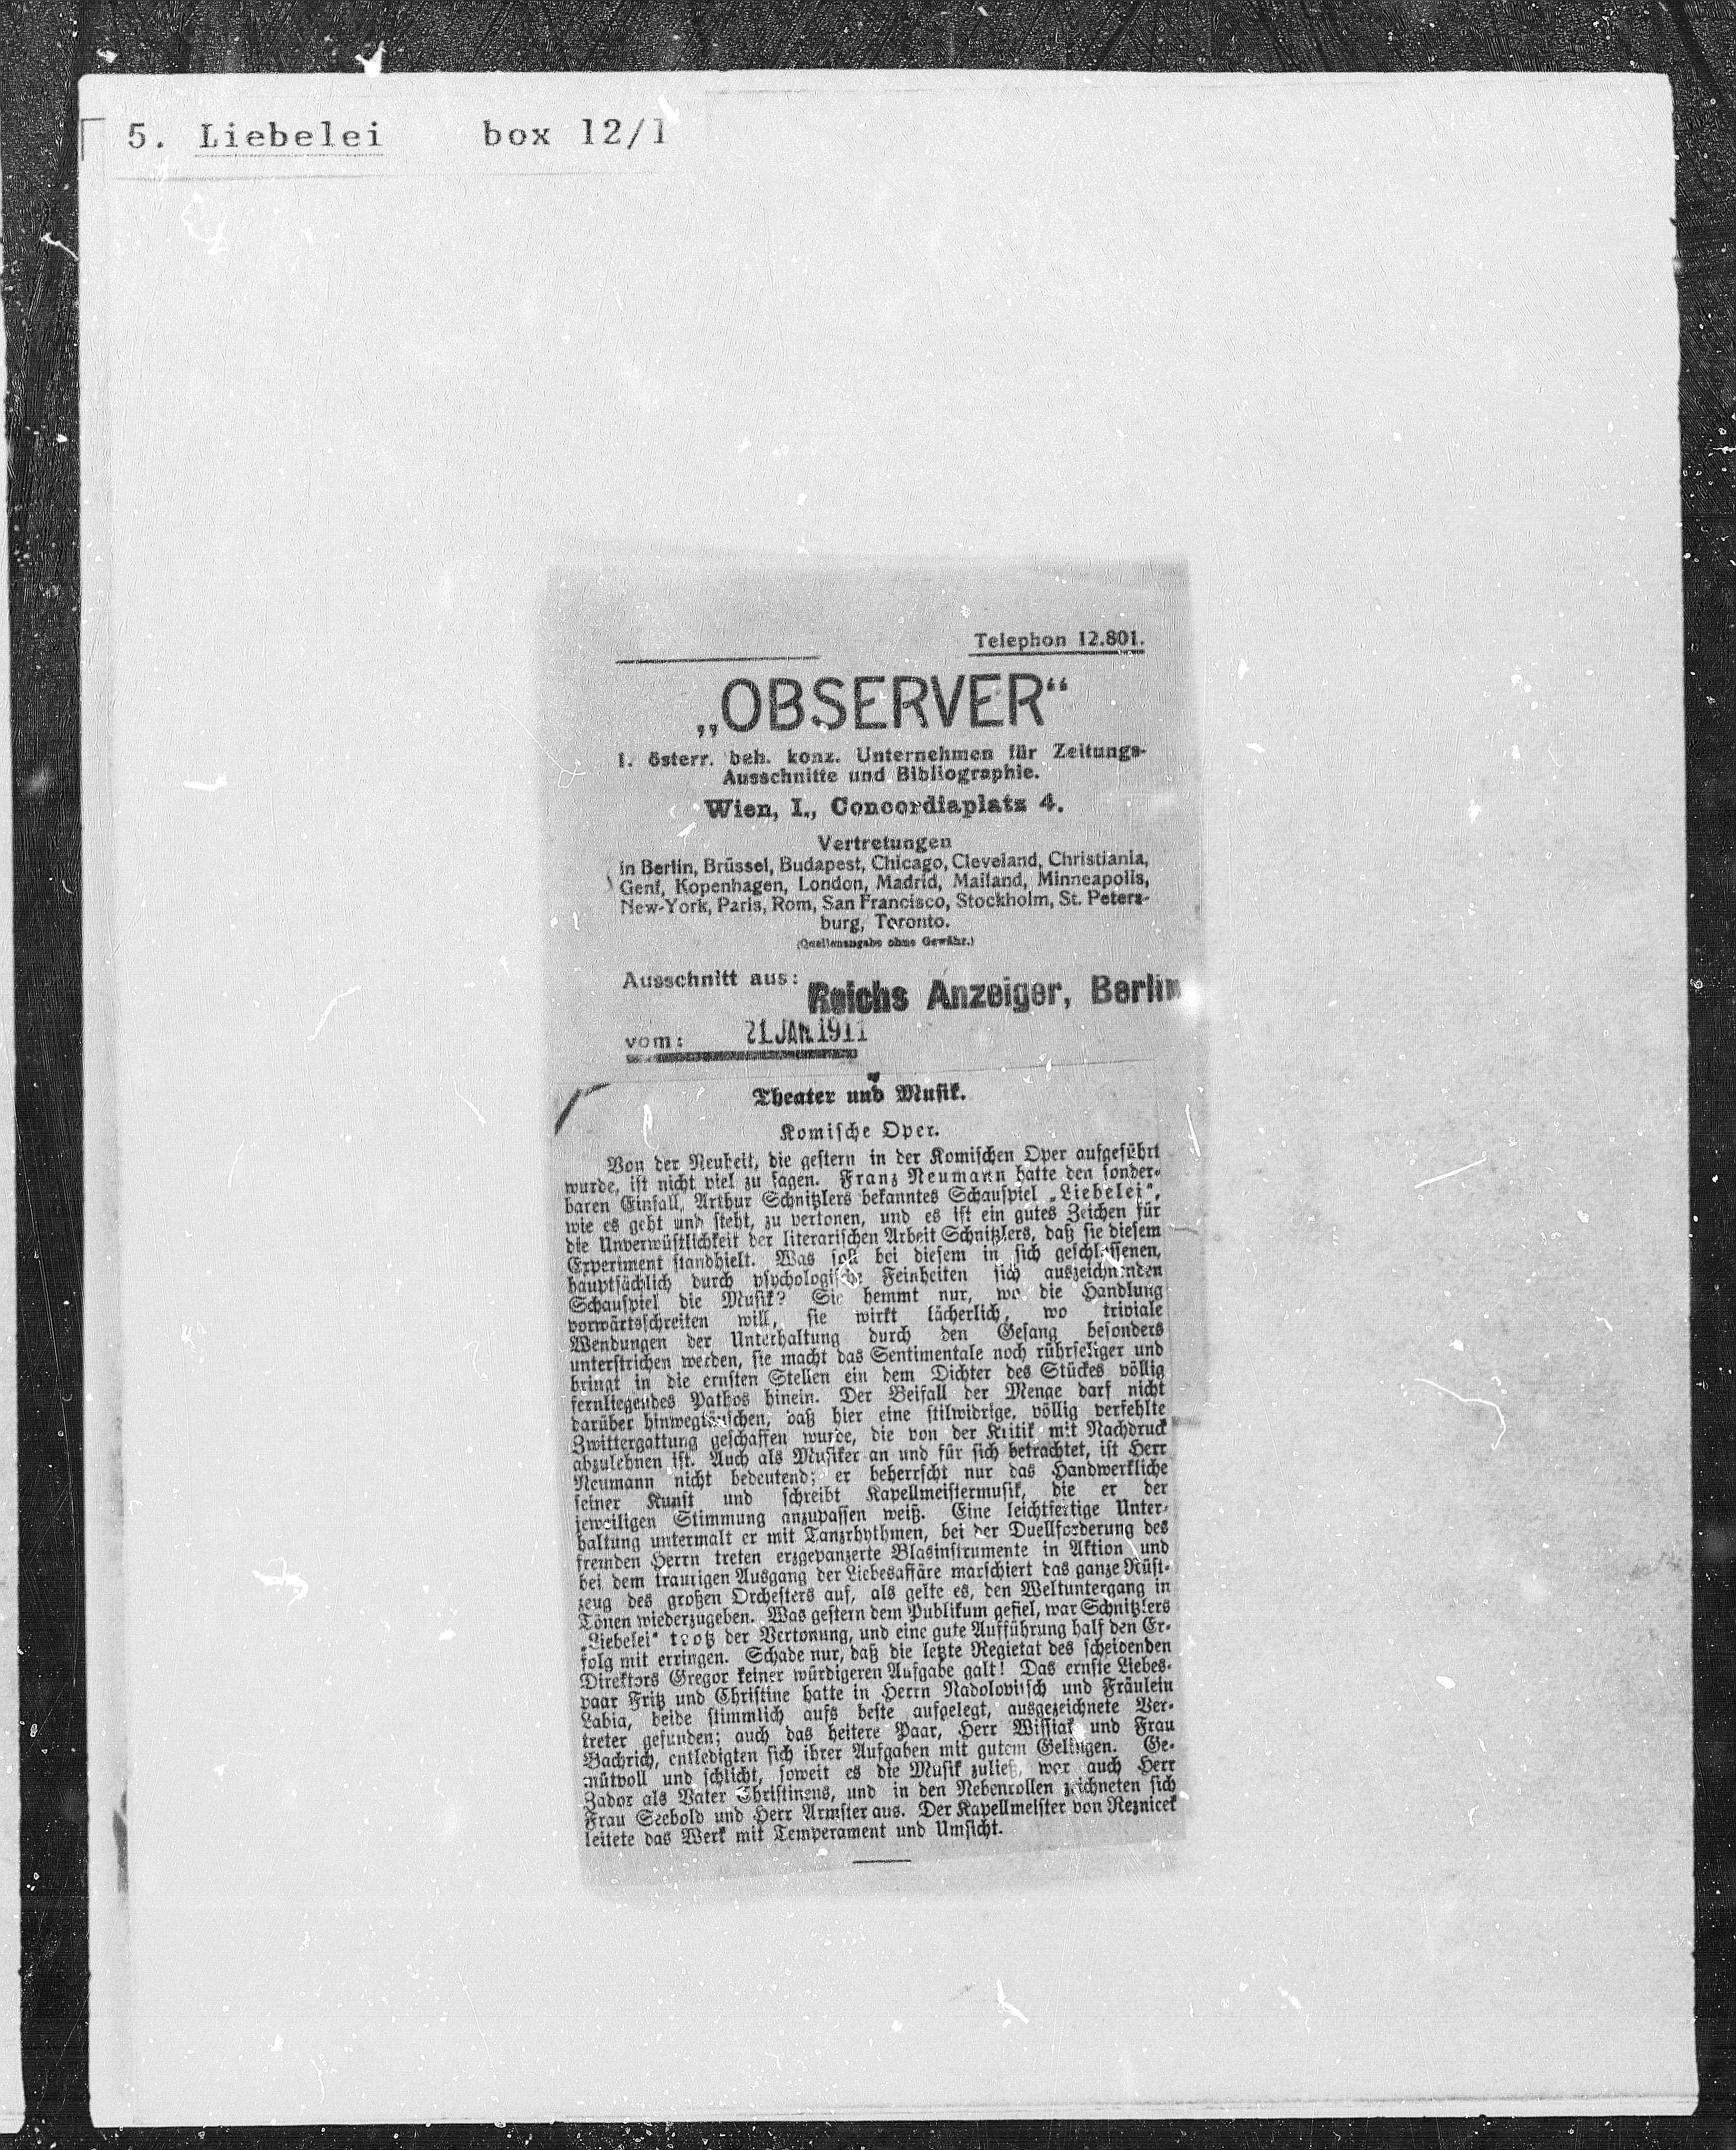 5. Liebelei box 12/1
Telephon 12.801.
„OBSERVER“
I. österr. beh. konz. Unternehmen für Zeitungs-
Ausschnitte und Bibliographie.
Wien, I., Concordiaplatz 4.
Vertretungen
in Berlin, Brüssel, Budapest, Chicago, Cleveland, Christiania,
Genf, Kopenhagen, London, Madrid, Mailand, Minneapolis,
New-York, Paris, Rom, San Francisco, Stockholm, St. Peters-
burg, Toronto.
(Quellenangabe ohne Gewähr.)
Ausschnitt aus: Reichs Anzeiger, Berlin
vom: 21. JAN. 1911
Theater und Musik.
Komische Oper.
Von der Neuheit, die gestern in der Komischen Oper aufgeführt
wurde, ist nicht viel zu sagen. Franz Neumann hatte den sonder-
baren Einfall, Arthur Schnitzlers bekanntes Schauspiel „Liebelei“,
wie es geht und steht, zu vertonen, und es ist ein gutes Zeichen für
die Unverwüstlichkeit der literarischen Arbeit Schnitzlers, daß sie diesem
Experiment standhielt. Was soll bei diesem in sich geschlossenen,
hauptsächlich durch psychologische Feinheiten sich auszeichnenden
Schauspiel die Musik? Sie hemmt nur, wo die Handlung
vorwärtsschreiten will, sie wirkt lächerlich, wo triviale
Wendungen der Unterhaltung durch den Gesang besonders
unterstrichen werden, sie macht das Sentimentale noch rührseliger und
bringt in die ernsten Stellen ein dem Dichter des Stückes völlig
fernliegendes Pathos hinein. Der Beifall der Menge darf nicht
darüber hinwegtäuschen, daß hier eine stilwidrige, völlig verfehlte
Zwittergattung geschaffen wurde, die von der Kritik mit Nachdruck
abzulehnen ist. Auch als Musiker an und für sich betrachtet, ist Herr
Neumann nicht bedeutend; er beherrscht nur das Handwerkliche
seiner Kunst und schreibt Kapellmeistermusik, die er der
jeweiligen Stimmung anzupassen weiß. Eine leichtfertige Unter-
haltung untermalt er mit Tanzrhythmen, bei der Duellforderung des
fremden Herrn treten erzgepanzerte Blasinstrumente in Aktion und
bei dem traurigen Ausgang der Liebesaffäre marschiert das ganze Rüst-
zeug des großen Orchesters auf, als gelte es, den Weltuntergang in
Tönen wiederzugeben. Was gestern dem Publikum gefiel, war Schnitzlers
„Liebelei“ trotz der Vertonung, und eine gute Aufführung half den Er-
folg mit erringen. Schade nur, daß die letzte Regietat des scheidenden
Direktors Gregor keiner würdigeren Aufgabe galt! Das ernste Liebes-
paar Fritz und Christine hatte in Herrn Nadolovitsch und Fräulein
Labia, beide stimmlich aufs beste aufgelegt, ausgezeichnete Ver-
treter gefunden; auch das heitere Paar, Herr Wissiak und Frau
Bachrich, entledigten sich ihrer Aufgaben mit gutem Gelingen. Ge-
mütvoll und schlicht, soweit es die Musik zuließ, war auch Herr
Zador als Vater Christinens, und in den Nebenrollen zeichneten sich
Frau Seebold und Herr Armster aus. Der Kapellmeister von Reznicek
leitete das Werk mit Temperament und Umsicht.